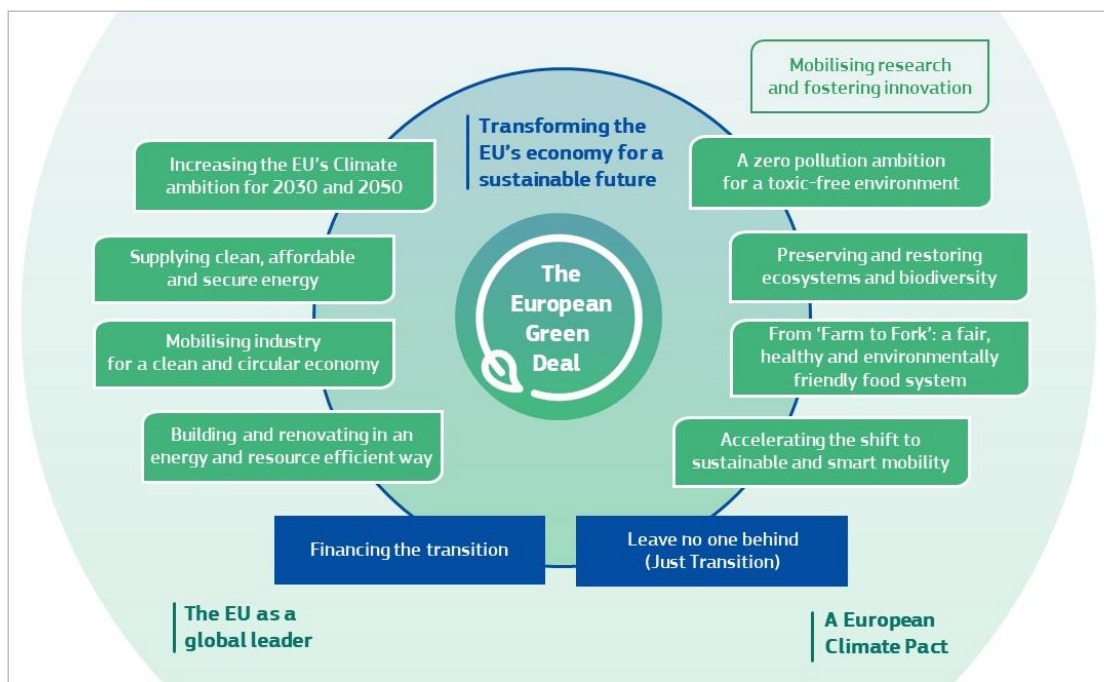 Mobilising research
and fostering innovation
Transforming the
EU's economy for a
sustainable future
Increasing the EU's Climate
ambition for 2030 and 2050
A zero pollution ambition
for a toxic-free environment
Supplying clean, affordable
and secure energy
Preserving and restoring
ecosystems and biodiversity
The
European
Green
Deal
Mobilising industry
for a clean and circular economy
From ‘Farm to Fork’: a fair,
healthy and environmentally
friendly food system
Building and renovating in an
energy and resource efficient way
Accelerating the shift to
sustainable and smart mobility
Financing the transition
Leave no one behind
(Just Transition)
The EU as a
global leader
A European
Climate Pact